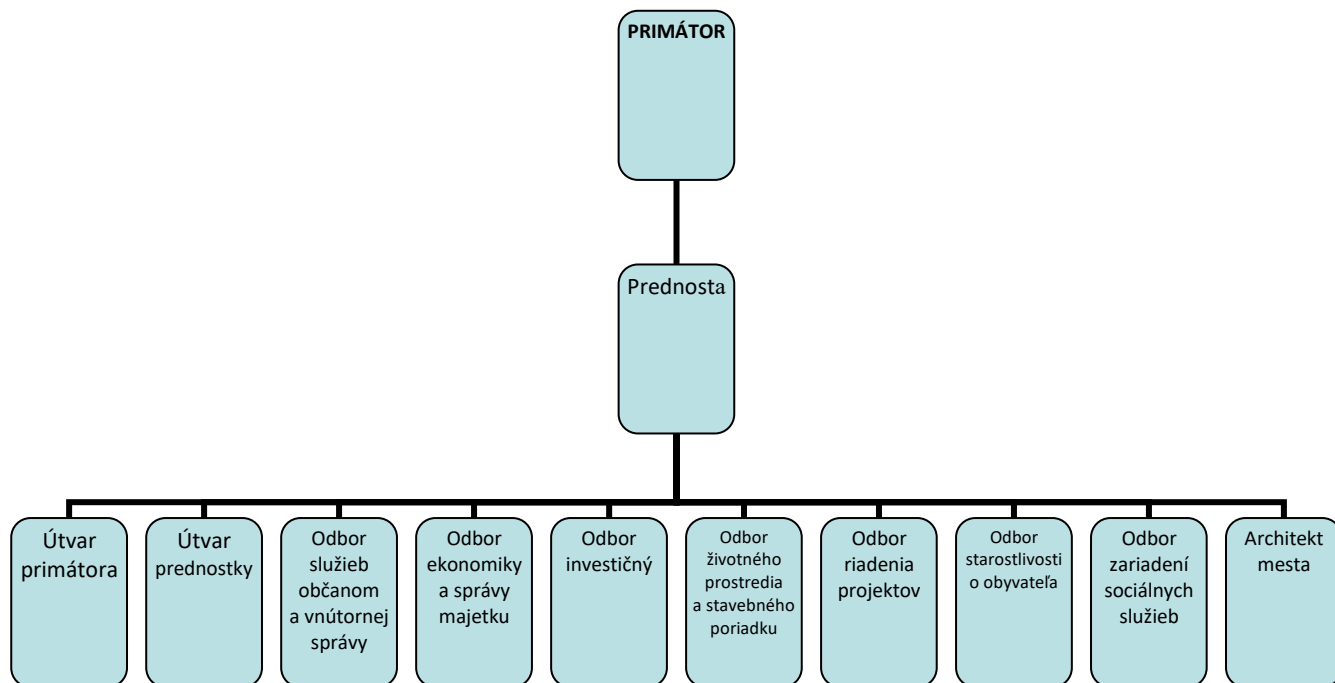 PRIMÁTOR
Prednosta
Útvar
primátora
Útvar
prednostky
Odbor
služieb
občanom
a vnútornej
správy
Odbor
ekonomiky
a správy
majetku
Odbor
investičný
Odbor
životného
prostredia
a stavebného
poriadku
Odbor
riadenia
projektov
Odbor
starostlivosti
o obyvateľa
Odbor
zariadení
sociálnych
služieb
Architekt
mesta